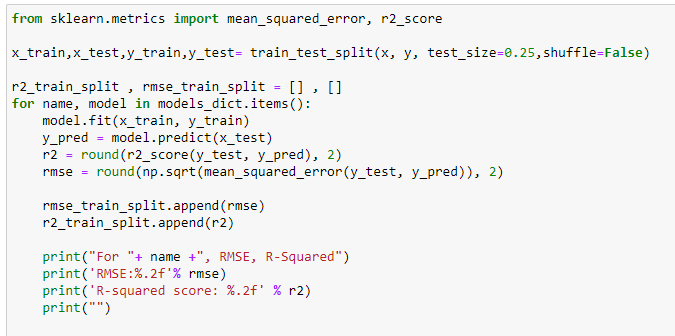 from sklearn.metrics import mean_squared_error, r2_score
x_train,x_test,y_train,y_test= train_test_split(x, y, test_size=0.25,shuffle=False)
r2_train_split , rmse_train_split = [] , []
for name, model in models_dict.items():
    model.fit(x_train, y_train)
    y_pred = model.predict(x_test)
    r2 = round(r2_score(y_test, y_pred), 2)
    rmse = round(np.sqrt(mean_squared_error(y_test, y_pred)), 2)
    rmse_train_split.append(rmse)
    r2_train_split.append(r2)
    print("For "+ name +", RMSE, R-Squared")
    print('RMSE:%.2f'% rmse)
    print('R-squared score: %.2f' % r2)
    print("")